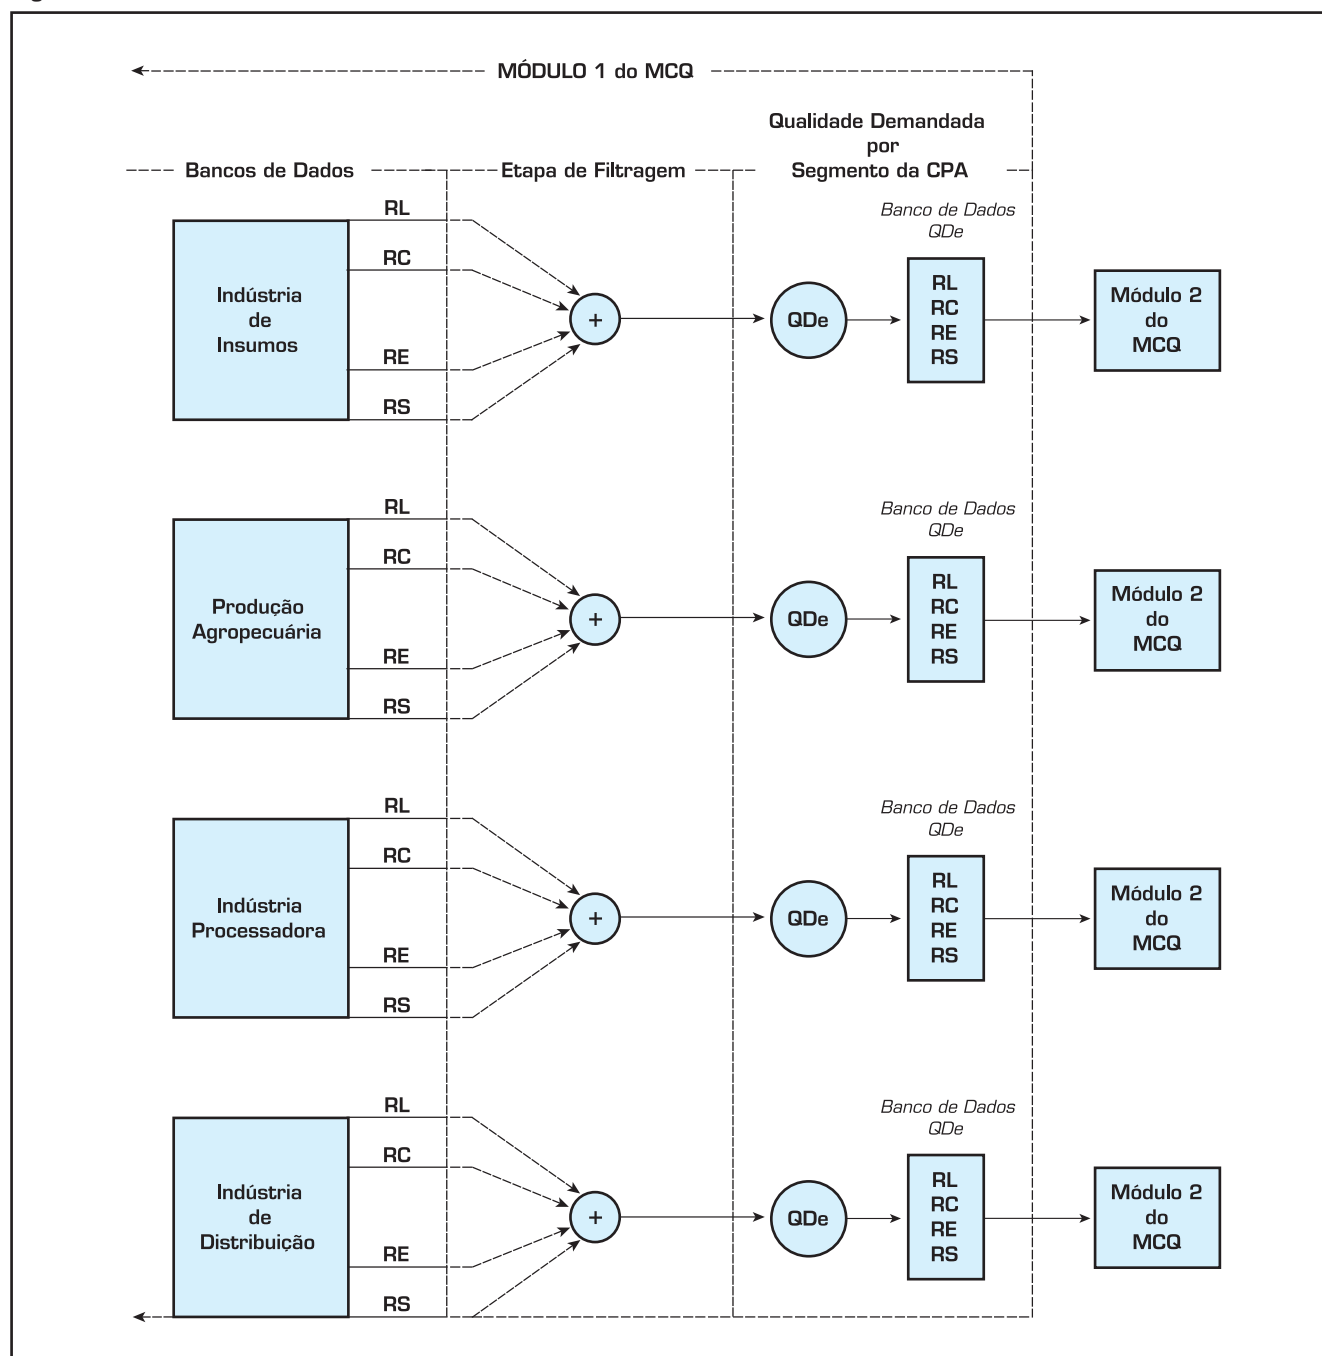 MÓDULO 1 do MCQ
Qualidade Demandada
por
Segmento da CPA
Bancos de Dados
Etapa de Filtragem
Indústria
de
Insumos
RL
RC
RE
RS
+
QDe
Banco de Dados
QDe
RL
RC
RE
RS
Módulo 2
do
MCQ
Produção
Agropecuária
RL
RC
RE
RS
+
QDe
Banco de Dados
QDe
RL
RC
RE
RS
Módulo 2
do
MCQ
Indústria
Processadora
RL
RC
RE
RS
+
QDe
Banco de Dados
QDe
RL
RC
RE
RS
Módulo 2
do
MCQ
Indústria
de
Distribuição
RL
RC
RE
RS
+
QDe
Banco de Dados
QDe
RL
RC
RE
RS
Módulo 2
do
MCQ